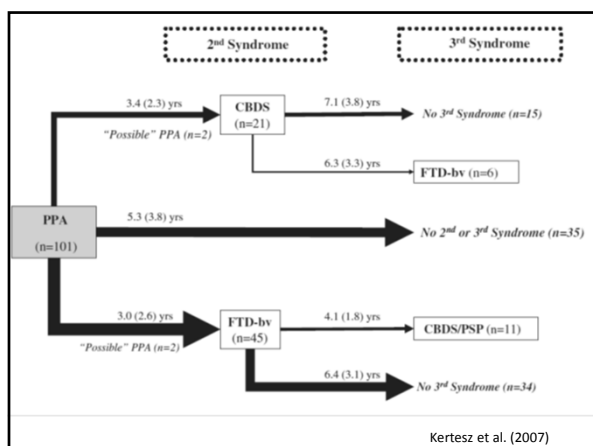 2nd Syndrome
3rd Syndrome
3.4 (2.3) yrs
"Possible" PPA (n=2)
CBDS
(n=21)
7.1 (3.8) yrs
No 3rd Syndrome (n=15)
6.3 (3.3) yrs
FTD-bv (n=6)
PPA
(n=101)
5.3 (3.8) yrs
No 2nd or 3rd Syndrome (n=35)
3.0 (2.6) yrs
"Possible" PPA (n=2)
FTD-bv
(n=45)
4.1 (1.8) yrs
CBDS/PSP (n=11)
6.4 (3.1) yrs
No 3rd Syndrome (n=34)
Kertesz et al. (2007)